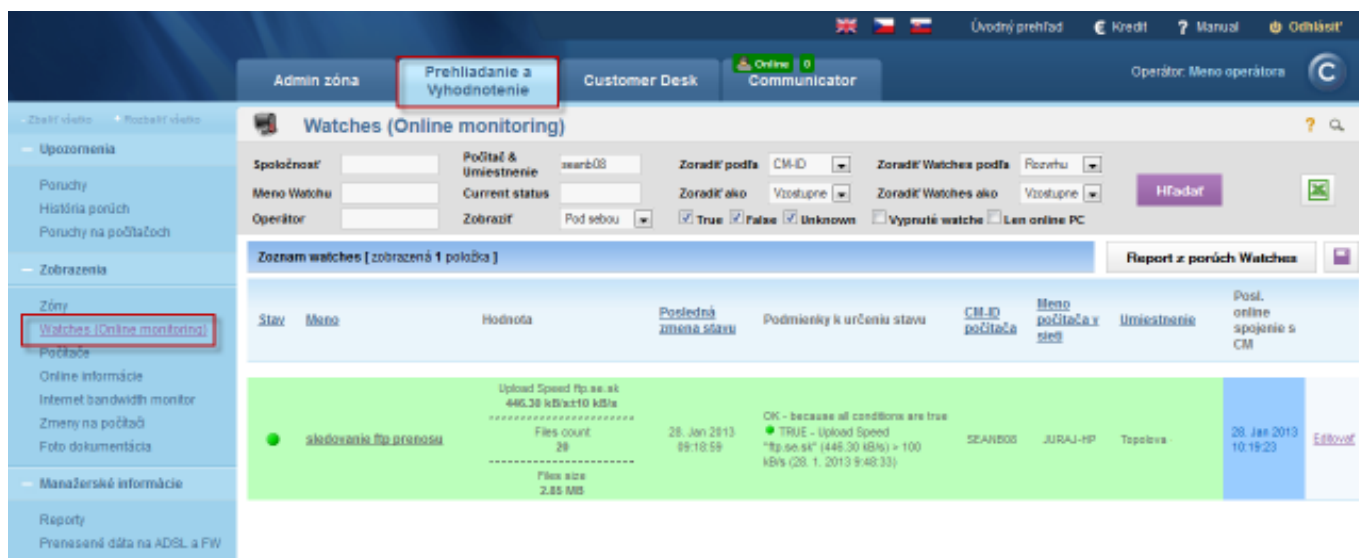 Úvodný prehľad € Kredit ? Manual Odhlásiť
Admin zóna
Prehliadanie a
Vyhodnotenie
Customer Desk
Online 0
Communicator
Operátor: Meno operátora
Zbaliť všetko Rozbaliť všetko
Upozornenia
Poruchy
História porúch
Poruchy na počítačoch
Zobrazenia
Zóny
Watches (Online monitoring)
Počítače
Online informácie
Internet bandwidth monitor
Zmeny na počítači
Foto dokumentácia
Manažerské informácie
Reporty
Prenesené dáta na ADSL a FW
Watches (Online monitoring)
Spoločnosť
Počítač &
Umiestnenie
seanb08
Zoradiť podľa CM-ID
Zoradiť Watches podľa Rozvrhu
Meno Watchu
Current status
Zoradiť ako Vzostupne
Zoradiť Watches ako Vzostupne
Hľadať
Operátor
Zobraziť Pod sebou
True False Unknown
Vypnuté watche Len online PC
Zoznam watches [ zobrazená 1 položka ]
Report z porúch Watches
Stav
Meno
Hodnota
Posledná
zmena stavu
Podmienky k určeniu stavu
CM-ID
počítača
Meno
počítača v
sieti
Umiestnenie
Posl.
online
spojenie s
CM
sledovanie ftp prenosu
Upload Speed ftp.se.sk
446.30 kB/s±10 kB/s
Files count
20
Files size
2.85 MB
28. Jan 2013
09:18:59
OK - because all conditions are true
TRUE - Upload Speed
"ftp.se.sk" (446.30 kB/s) > 100
kB/s (28. 1. 2013 9:48:33)
SEANB08
JURAJ-HP
Topolova
28. Jan 2013
10:19:23
Editovať